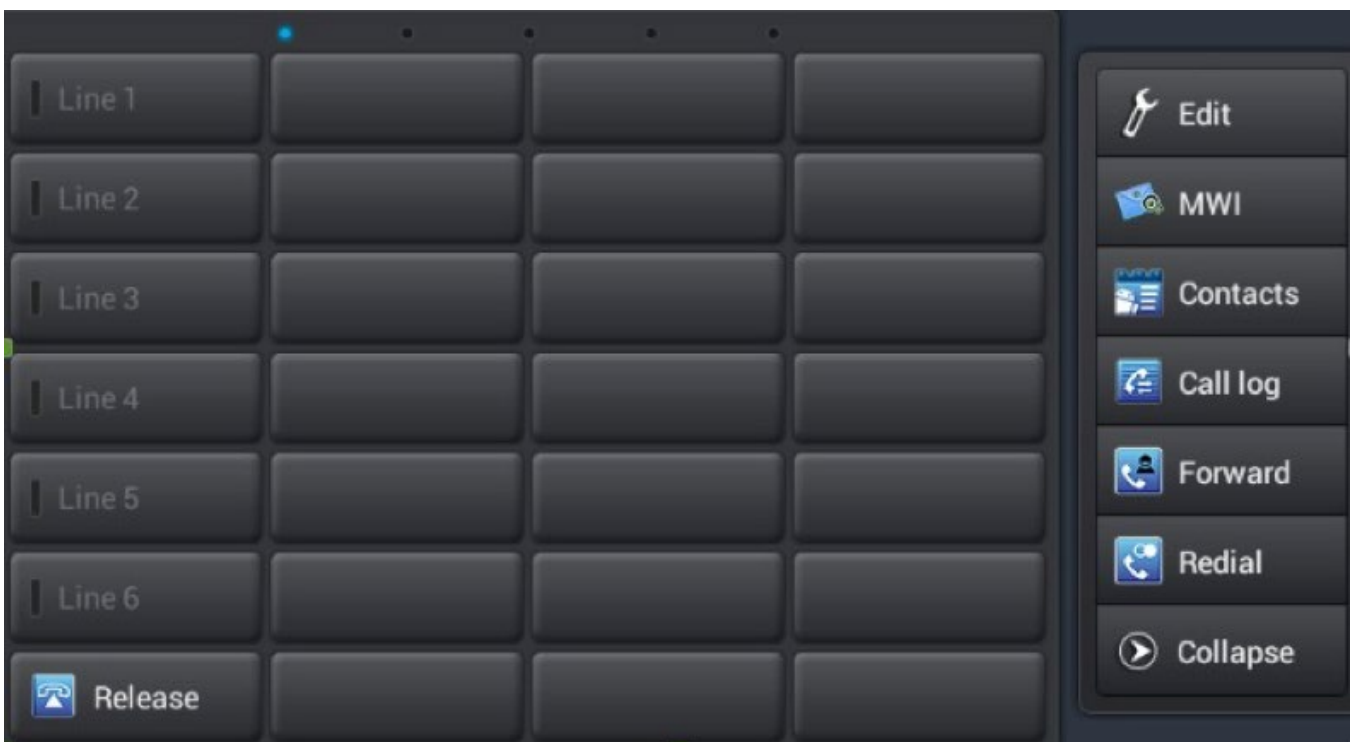 Line 1
Line 2
Line 3
Line 4
Line 5
Line 6
Release
Edit
MWI
Contacts
Call log
Forward
Redial
Collapse